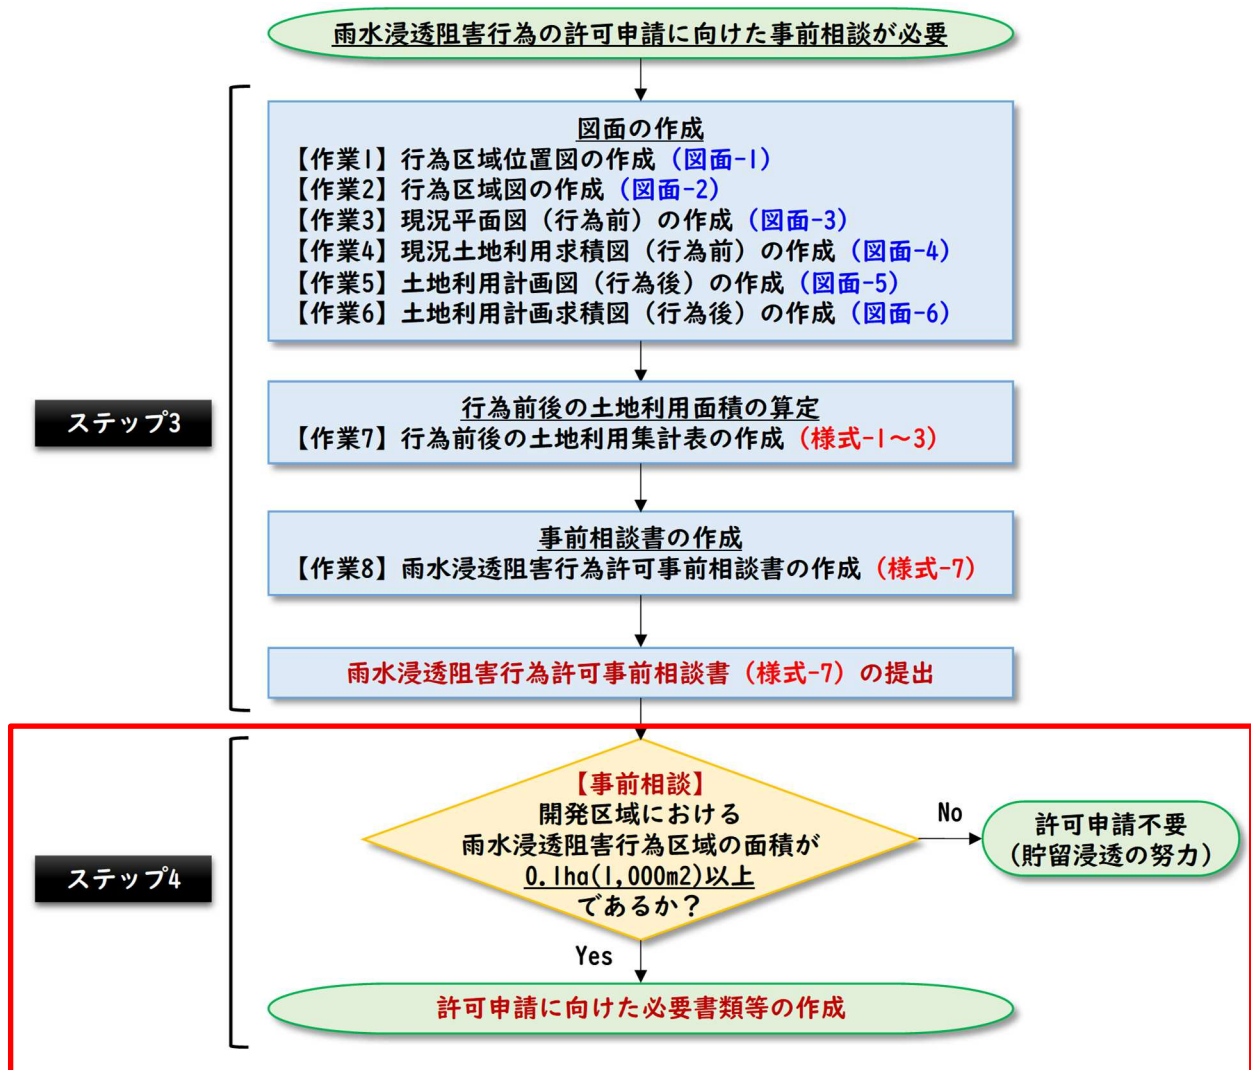 雨水浸透阻害行為の許可申請に向けた事前相談が必要
図面の作成
【作業1】行為区域位置図の作成（図面-1）
【作業2】行為区域図の作成（図面-2）
【作業3】現況平面図（行為前）の作成（図面-3）
【作業4】現況土地利用求積図（行為前）の作成（図面-4）
【作業5】土地利用計画図（行為後）の作成（図面-5）
【作業6】土地利用計画求積図（行為後）の作成（図面-6）
ステップ3
行為前後の土地利用面積の算定
【作業7】行為前後の土地利用集計表の作成（様式-1～3）
事前相談書の作成
【作業8】雨水浸透阻害行為許可事前相談書の作成（様式-7）
雨水浸透阻害行為許可事前相談書（様式-7）の提出
ステップ4
【事前相談】
開発区域における
雨水浸透阻害行為区域の面積が
0.1ha(1,000m2)以上
であるか？
No
許可申請不要
（貯留浸透の努力）
Yes
許可申請に向けた必要書類等の作成